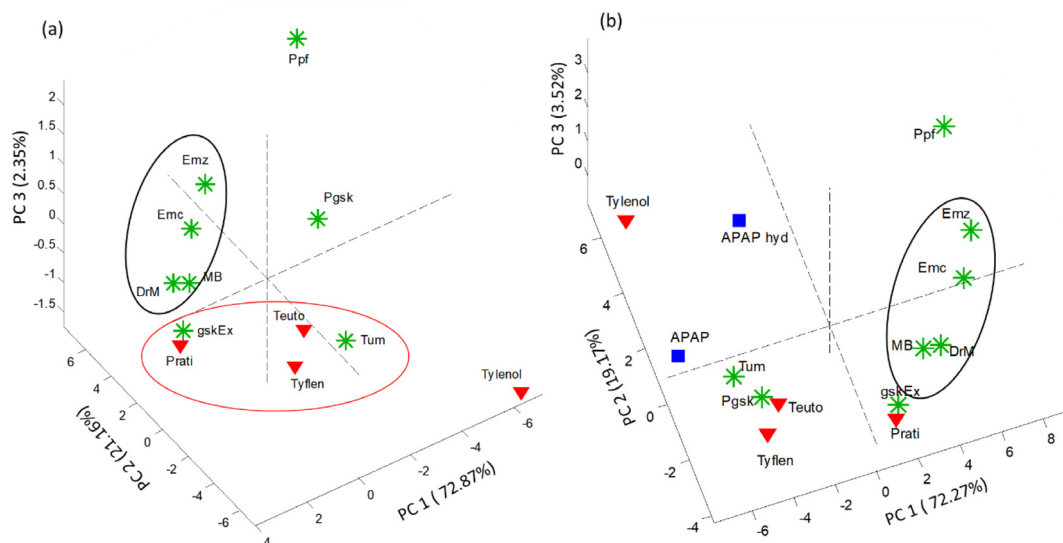 (a)
Ppf
PC 3 (2.35%)
2
1.5
1
0.5
0
-0.5
-1
-1.5
Emz
Emc
Pgsk
DrM
MB
gskEx
Prati
Teuto
Tum
Tyflen
Tylenol
6
4
2
0
-2
-4
-6
PC 2 (21.16%)
4
2
0
-2
-4
-6
PC 1 ( 72.87%)
(b)
PC 3 (3.52%)
3
2
1
0
Ppf
Tylenol
APAP hyd
Emz
Emc
APAP
MB
DrM
Tum
Pgsk
Teuto
gskEx
Prati
Tyflen
6
4
2
0
-2
-4
PC 2 (19.17%)
-6
-4
-2
0
2
4
6
8
PC 1 ( 72.27%)